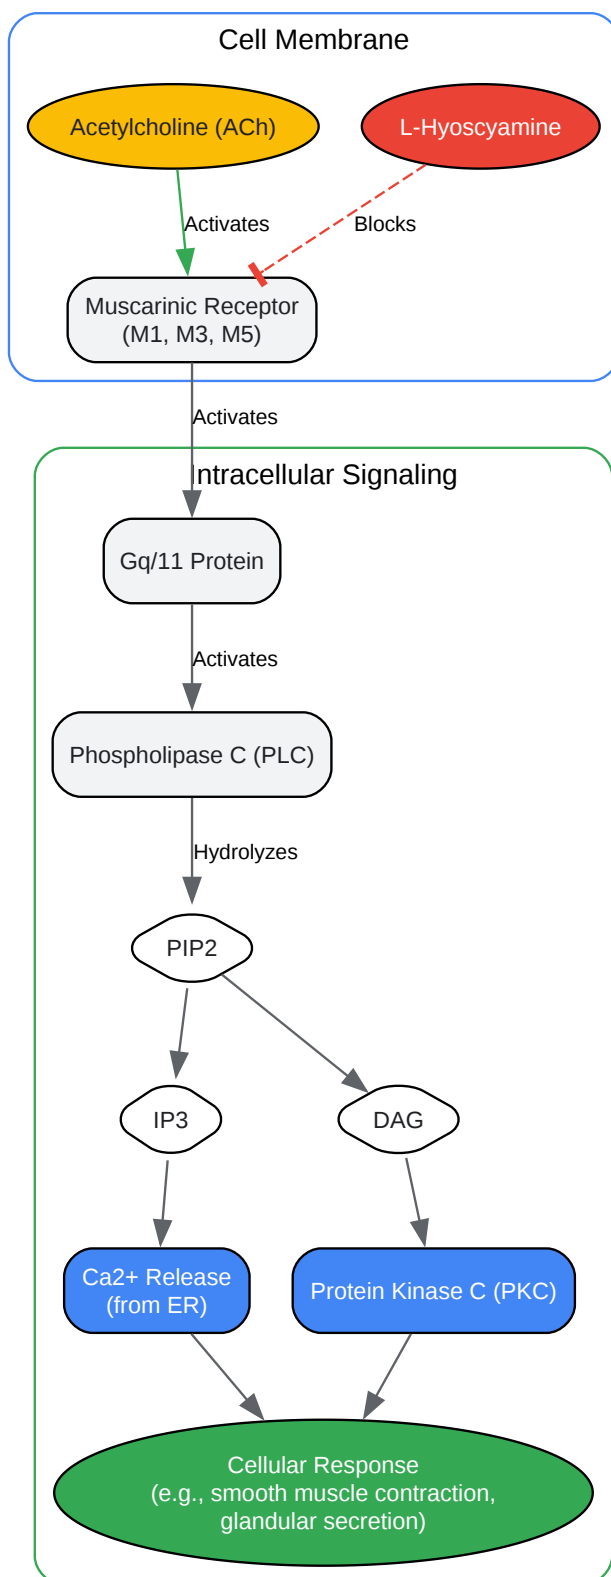 Cell Membrane
Acetylcholine (ACh)
L-Hyoscyamine
Activates
Blocks
Muscarinic Receptor
(M1, M3, M5)
Activates
Intracellular Signaling
Gq/11 Protein
Activates
Phospholipase C (PLC)
Hydrolyzes
PIP2
IP3
DAG
Ca2+ Release
(from ER)
Protein Kinase C (PKC)
Cellular Response
(e.g., smooth muscle contraction,
glandular secretion)